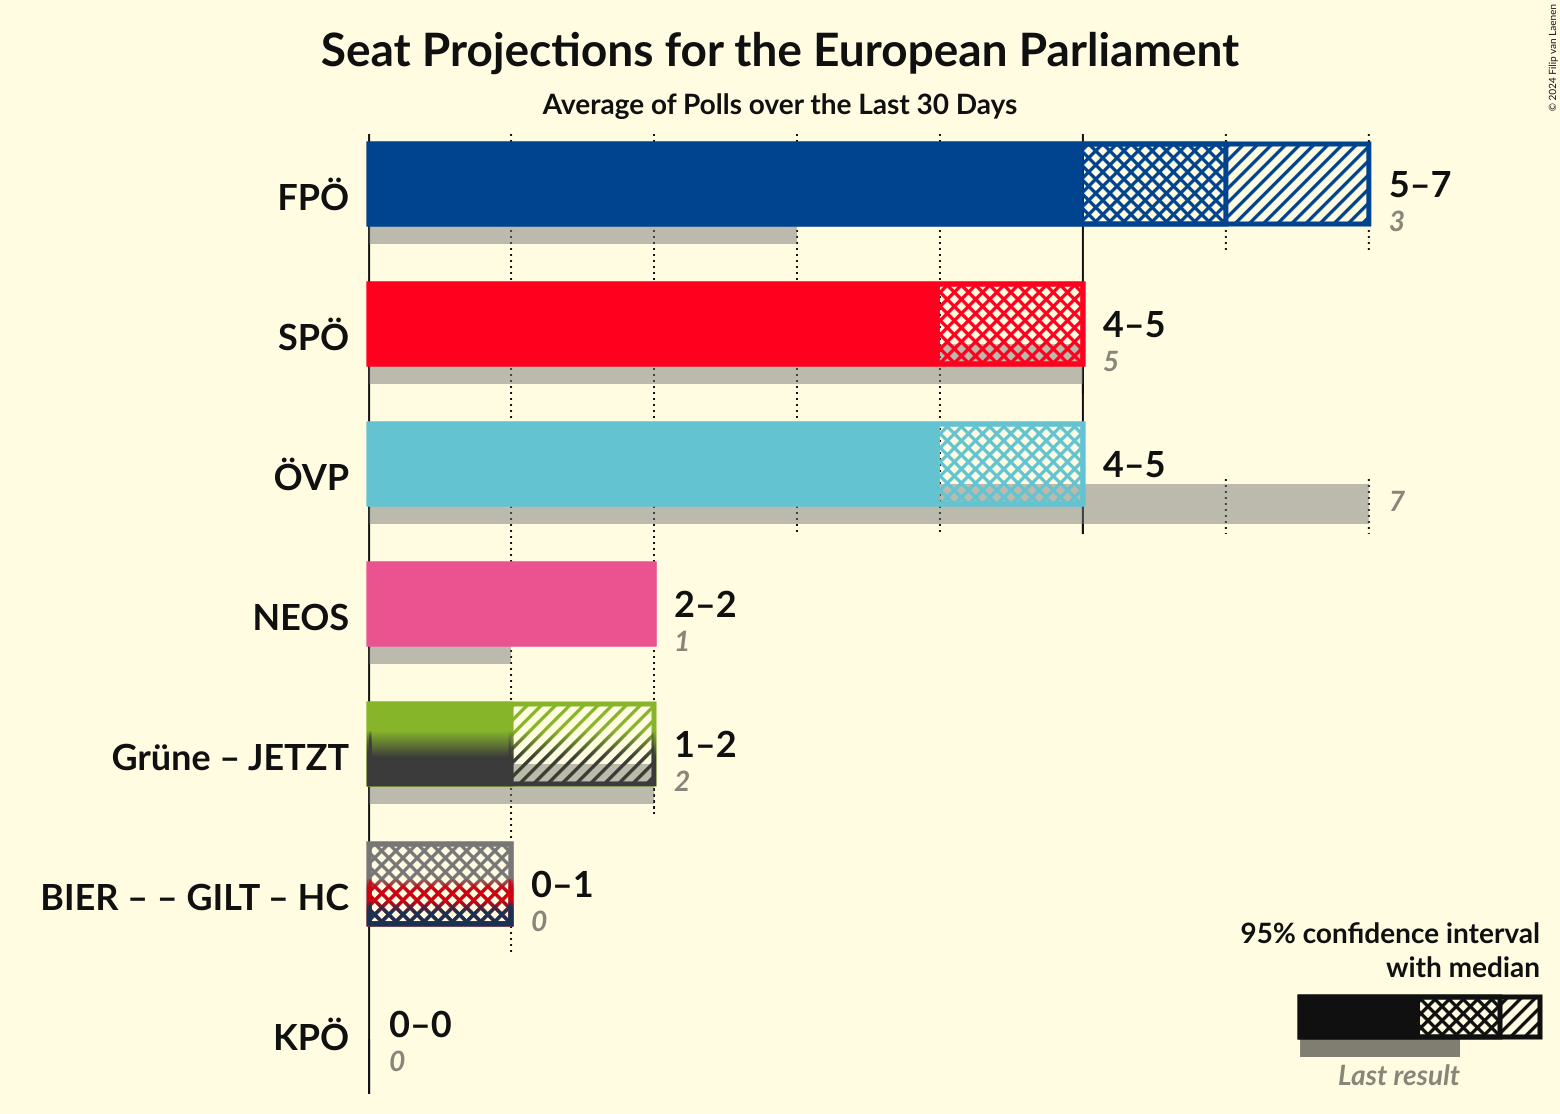 Seat Projections for the European Parliament
Average of Polls over the Last 30 Days
© 2024 Filip van Laenen
FPÖ
5–7
3
SPÖ
4–5
5
ÖVP
4–5
7
NEOS
2–2
1
Grüne – JETZT
1–2
2
BIER – – GILT – HC
0–1
0
KPÖ
0–0
0
95% confidence interval
with median
Last result